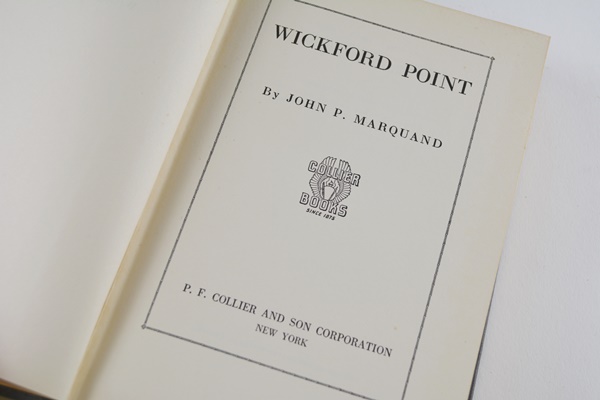 WICKFORD POINT
By JOHN P. MARQUAND
COLLIER
BOOKS
SINCE 1875
P. F. COLLIER AND SON CORPORATION
NEW YORK